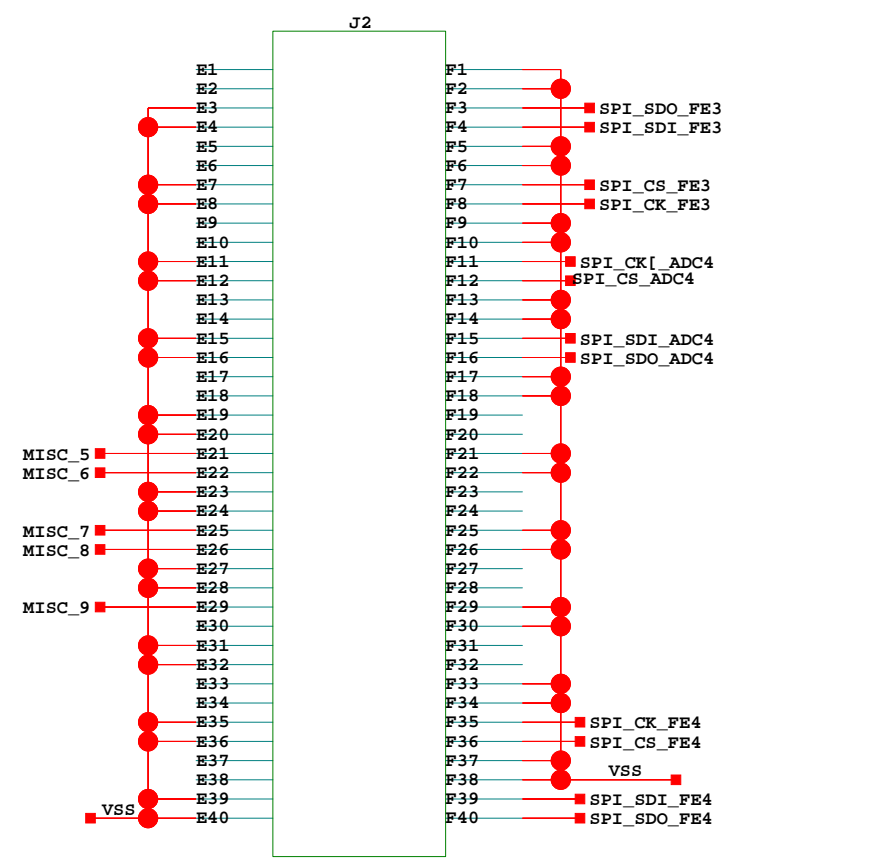 J2
E1 F1
E2 F2
E3 F3 SPI_SDO_FE3
E4 F4 SPI_SDI_FE3
E5 F5
E6 F6
E7 F7 SPI_CS_FE3
E8 F8 SPI_CK_FE3
E9 F9
E10 F10
E11 F11 SPI_CK[_ADC4
E12 F12 SPI_CS_ADC4
E13 F13
E14 F14
E15 F15 SPI_SDI_ADC4
E16 F16 SPI_SDO_ADC4
E17 F17
E18 F18
E19 F19
E20 F20
MISC_5 E21 F21
MISC_6 E22 F22
E23 F23
E24 F24
MISC_7 E25 F25
MISC_8 E26 F26
E27 F27
E28 F28
MISC_9 E29 F29
E30 F30
E31 F31
E32 F32
E33 F33
E34 F34
E35 F35 SPI_CK_FE4
E36 F36 SPI_CS_FE4
E37 F37
E38 F38 VSS
E39 F39 SPI_SDI_FE4
VSS E40 F40 SPI_SDO_FE4